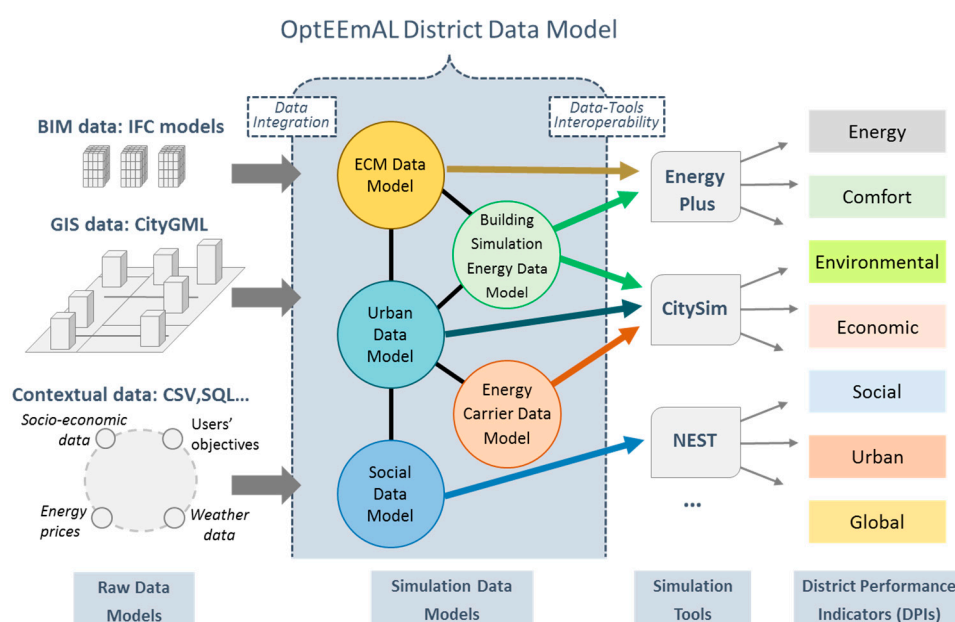 OptEEmAL District Data Model
Data
Integration
Data-Tools
Interoperability
BIM data: IFC models
GIS data: CityGML
Contextual data: CSV,SQL...
Socio-economic
data
Users'
objectives
Energy
prices
Weather
data
ECM Data
Model
Building
Simulation
Energy Data
Model
Urban
Data
Model
Energy
Carrier Data
Model
Social
Data
Model
Energy
Plus
CitySim
NEST
...
Energy
Comfort
Environmental
Economic
Social
Urban
Global
Raw Data
Models
Simulation Data
Models
Simulation
Tools
District Performance
Indicators (DPIs)